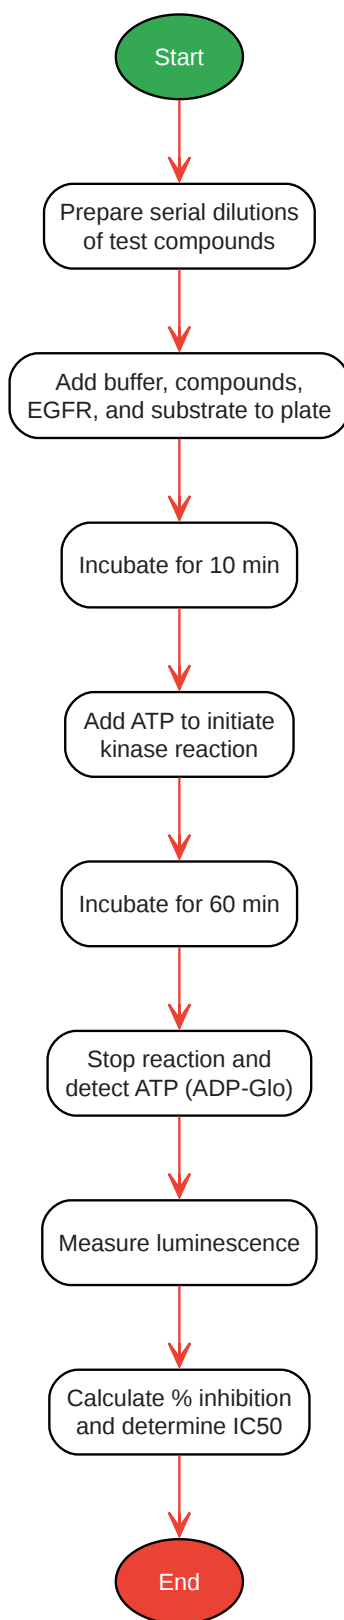 Start
Prepare serial dilutions
of test compounds
Add buffer, compounds,
EGFR, and substrate to plate
Incubate for 10 min
Add ATP to initiate
kinase reaction
Incubate for 60 min
Stop reaction and
detect ATP (ADP-Glo)
Measure luminescence
Calculate % inhibition
and determine IC50
End